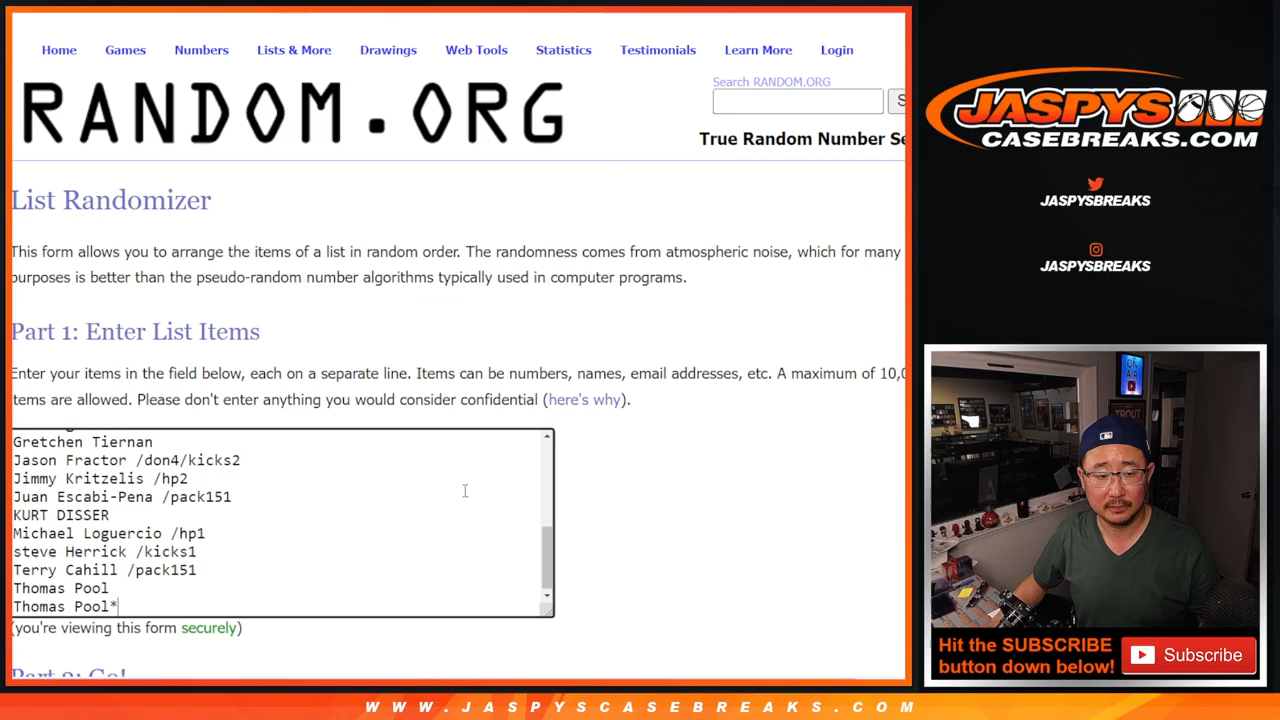 Home Games Numbers Lists & More Drawings Web Tools Statistics Testimonials Learn More Login
Search RANDOM.ORG
RANDOM.ORG
True Random Number Se
List Randomizer
This form allows you to arrange the items of a list in random order. The randomness comes from atmospheric noise, which for many
purposes is better than the pseudo-random number algorithms typically used in computer programs.
Part 1: Enter List Items
Enter your items in the field below, each on a separate line. Items can be numbers, names, email addresses, etc. A maximum of 10,0
items are allowed. Please don't enter anything you would consider confidential (here's why).
Gretchen Tiernan
Jason Fractor /don4/kicks2
Jimmy Kritzelis /hp2
Juan Escabi-Pena /pack151
KURT DISSER
Michael Loguercio /hp1
steve Herrick /kicks1
Terry Cahill /pack151
Thomas Pool
Thomas Pool*
(you're viewing this form securely)
Part 2: Go!
JASPYS
CASEBREAKS.COM
JASPYSBREAKS
JASPYSBREAKS
ON AIR
TROUT
Hit the SUBSCRIBE
button down below!
Subscribe
WWW.JASPYSCASEBREAKS.COM